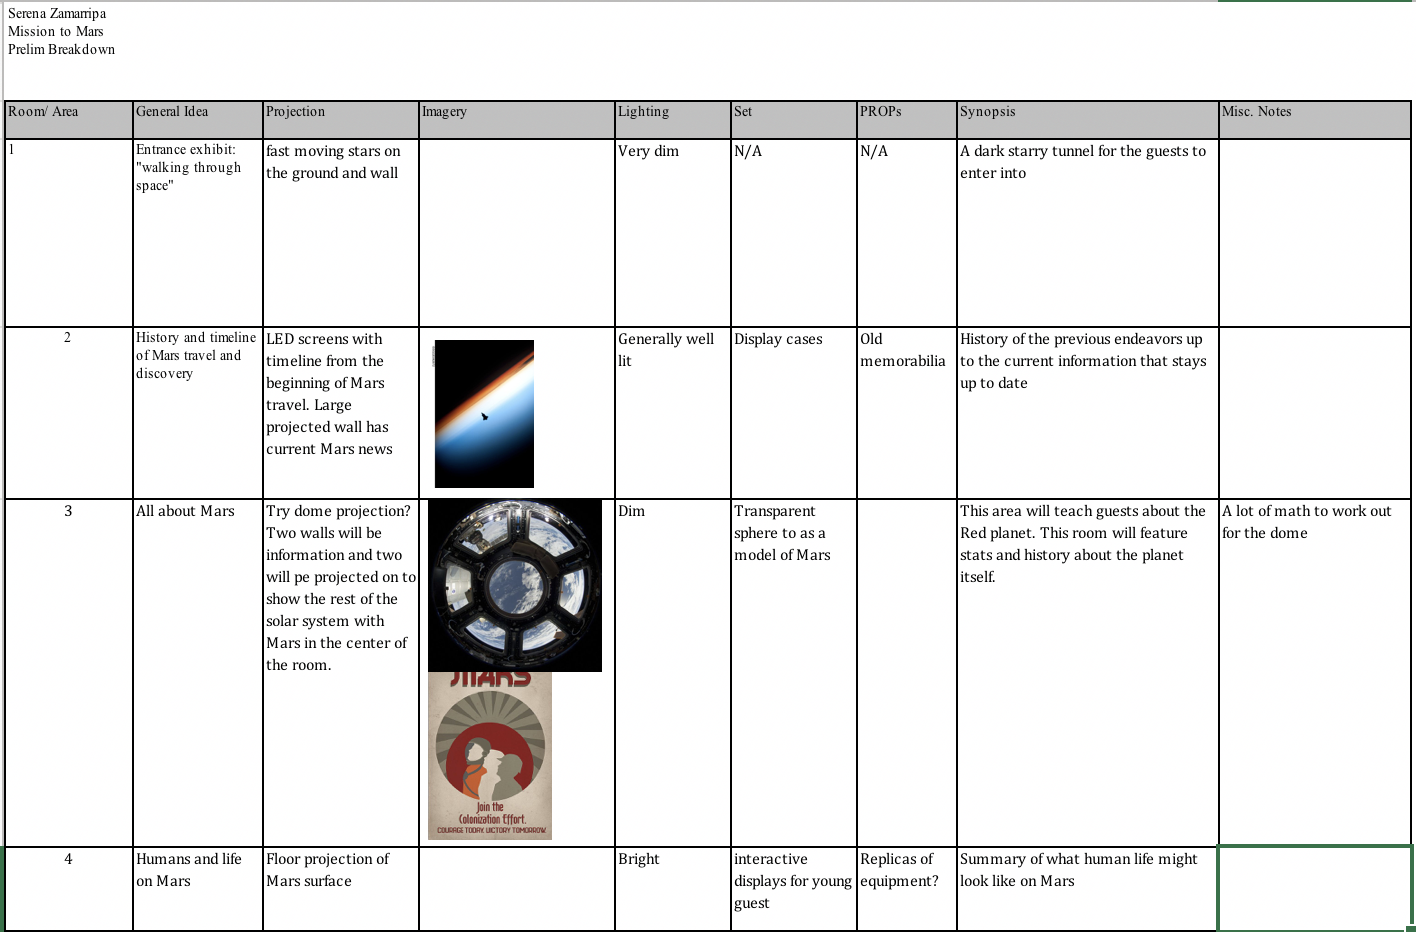 Serena Zamarripa
Mission to Mars
Prelim Breakdown
Room/ Area
General Idea
Projection
Imagery
Lighting
Set
PROPs
Synopsis
Misc. Notes
1
Entrance exhibit:
"walking through
space"
fast moving stars on
the ground and wall
Very dim
N/A
N/A
A dark starry tunnel for the guests to
enter into
2
History and timeline
of Mars travel and
discovery
LED screens with
timeline from the
beginning of Mars
travel. Large
projected wall has
current Mars news
Generally well
lit
Display cases
Old
memorabilia
History of the previous endeavors up
to the current information that stays
up to date
3
All about Mars
Try dome projection?
Two walls will be
information and two
will pe projected on to
show the rest of the
solar system with
Mars in the center of
the room.
MARS
Join the
Colonization Effort.
COURAGE TODAY, VICTORY TOMORROW.
Dim
Transparent
sphere to as a
model of Mars
This area will teach guests about the
Red planet. This room will feature
stats and history about the planet
itself.
A lot of math to work out
for the dome
4
Humans and life
on Mars
Floor projection of
Mars surface
Bright
interactive
displays for young
guest
Replicas of
equipment?
Summary of what human life might
look like on Mars